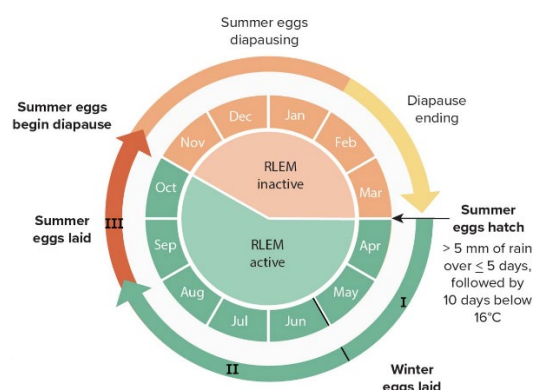 Summer eggs
diapausing
Summer eggs
begin diapause
Diapause
ending
Dec
Jan
Nov
Feb
RLEM
inactive
Oct
Mar
Summer
eggs laid
III
Summer
eggs hatch
> 5 mm of rain
over ≤ 5 days,
followed by
10 days below
16°C
Sep
Apr
RLEM
active
Aug
May
I
Jul
Jun
II
Winter
eggs laid